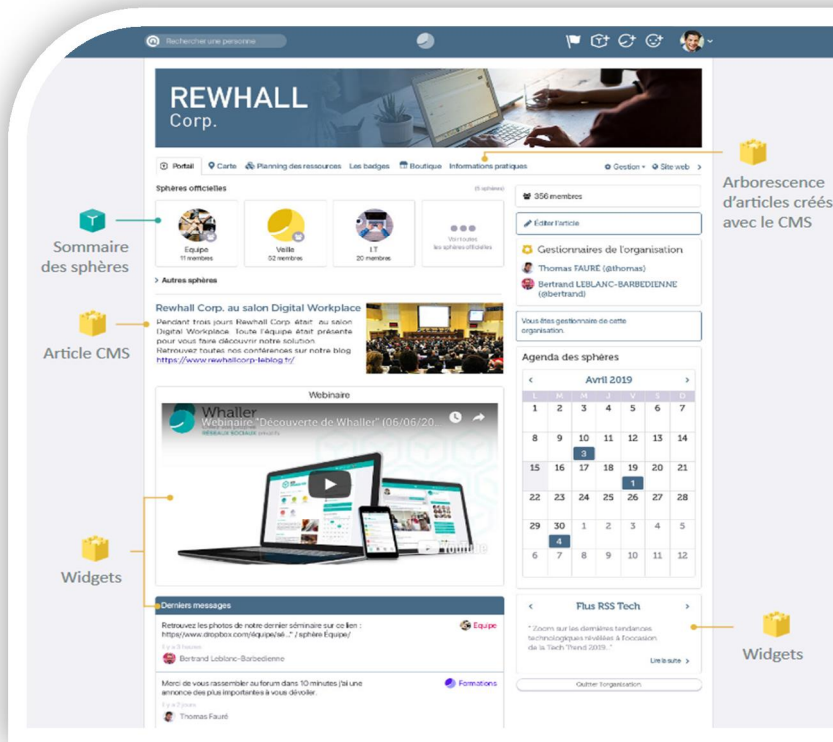 Rechercher une personne
REWHALL
Corp.
Portail Carte Planning des ressources Les badges Boutique Informations pratiques Gestion Site web
Sphères officielles (5 sphères)
Equipe
11 membres
Veille
52 membres
I.T
20 membres
Voir toutes
les sphères officielles
Autres sphères
Rewhall Corp. au salon Digital Workplace
Pendant trois jours Rewhall Corp. était au salon
Digital Workplace. Toute l'équipe était présente
pour vous faire découvrir notre solution
Retrouvez toutes nos conférences sur notre blog
https://www.rewhallcorp-leblog.fr/
Webinaire
Whaller
Webinaire "Découverte de Whaller" (06/06/20...
RÉSEAUX SOCIAUX
YouTube
Derniers messages
Retrouvez les photos de notre dernier séminaire sur ce lien :
http//www.dropbox.com/équipe/sé..." / sphère Equipe/
Equipe
Bertrand Leblanc-Barbedienne
Merci de vous rassembler au forum dans 10 minutes j'ai une
annonce des plus importantes à vous dévoiler.
Formations
Thomas Fauré
356 membres
Éditer l'article
Gestionnaires de l'organisation
Thomas FAURÉ (@thomas)
Bertrand LEBLANC-BARBEDIENNE
(@bertrand)
Vous êtes gestionnaire de cette
organisation.
Agenda des sphères
Avril 2019
L M M J V S D
1 2 3 4 5 6 7
8 9 10 11 12 13 14
3
15 16 17 18 19 20 21
1
22 23 24 25 26 27 28
29 30 1 2 3 4 5
4
6 7 8 9 10 11 12
Flus RSS Tech
" Zoom sur les dernières tendances
technologiques révélées à l'occasion
de la Tech Trend 2019. "
Lire la suite
Quitter l'organisation
Sommaire
des sphères
Article CMS
Widgets
Arborescence
d'articles créés
avec le CMS
Widgets